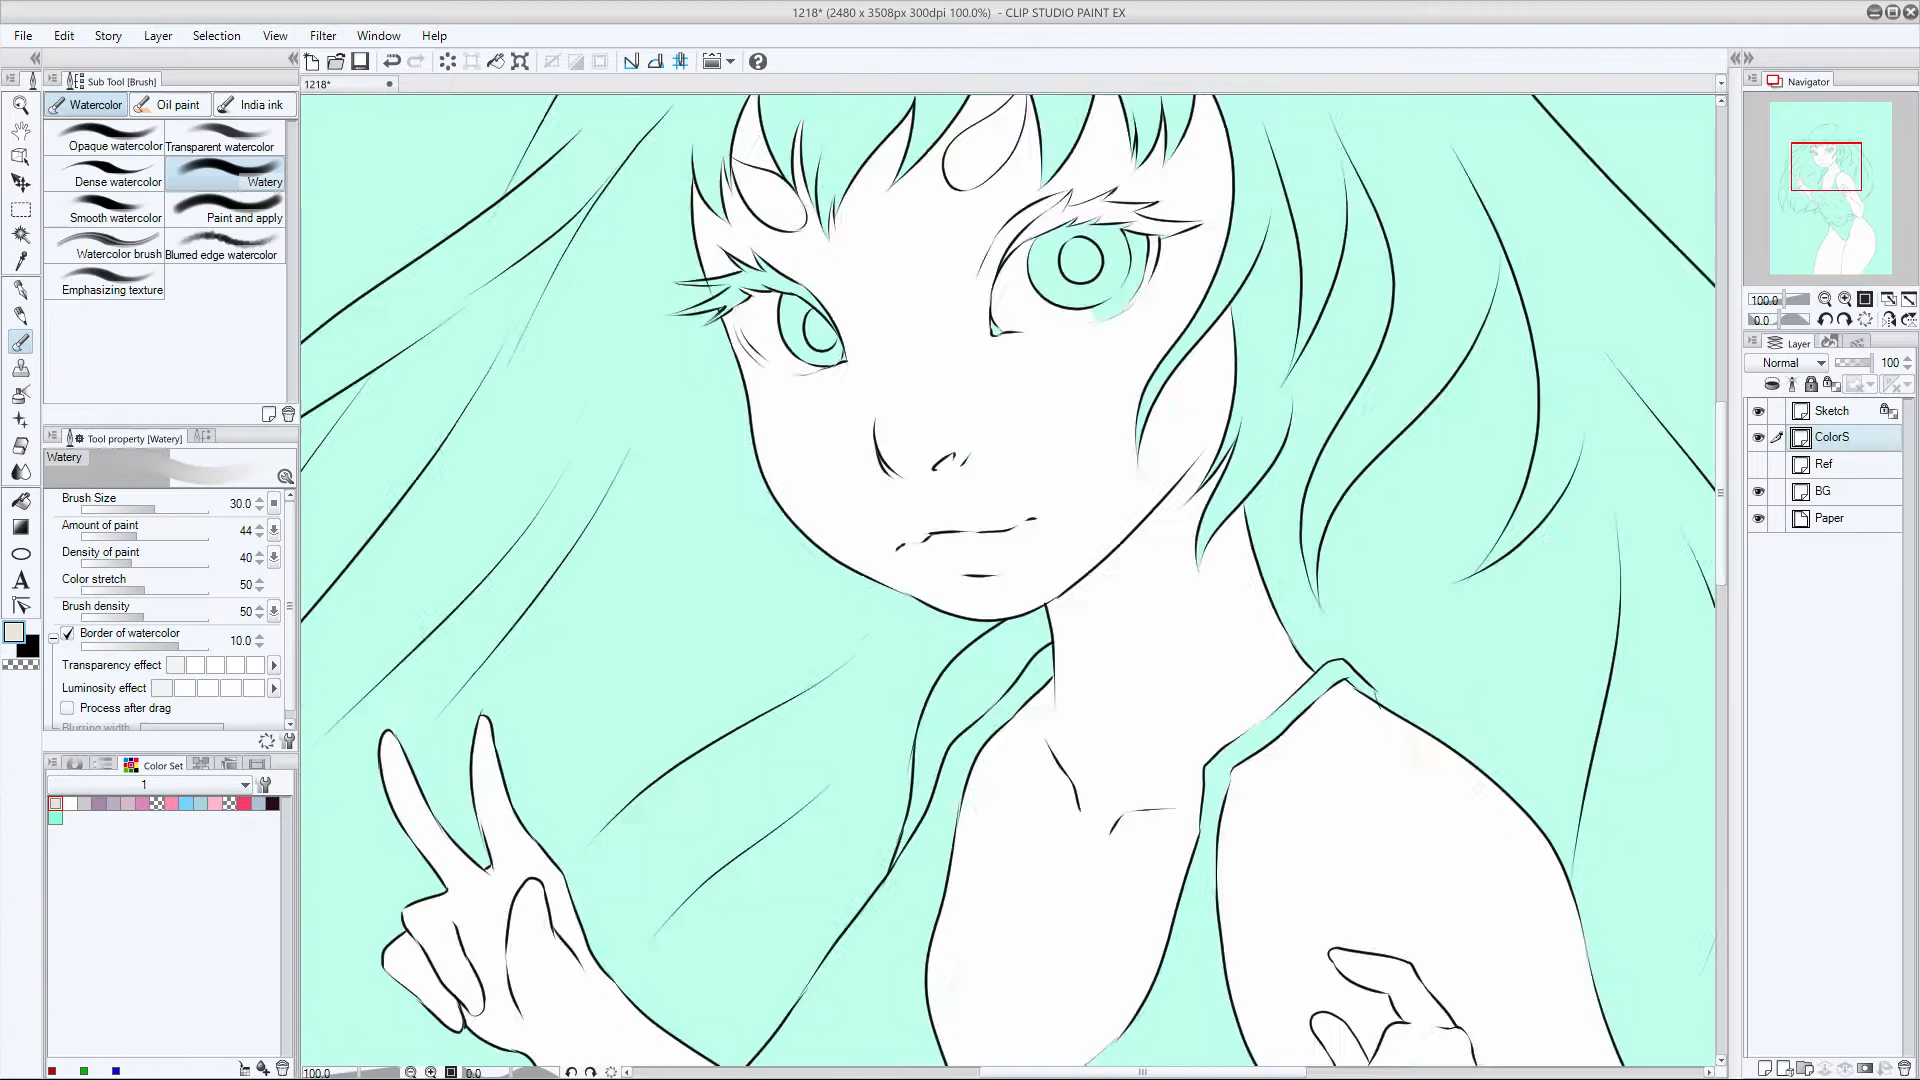 1218* (2480 x 3508px 300dpi 100.0%) - CLIP STUDIO PAINT EX
File Edit Story Layer Selection View Filter Window Help
Sub Tool [Brush]
1218*
Navigator
Watercolor Oil paint India ink
Opaque watercolor Transparent watercolor
Dense watercolor Watery
Smooth watercolor Paint and apply
Watercolor brush Blurred edge watercolor
Emphasizing texture
100.0
0.0
Layer
Normal 100
Sketch
ColorS
Ref
BG
Paper
Tool property [Watery]
Watery
Brush Size 30.0
Amount of paint 44
Density of paint 40
Color stretch 50
Brush density 50
Border of watercolor 10.0
Transparency effect
Luminosity effect
Process after drag
Blurring width
Color Set
1
100.0 0.0